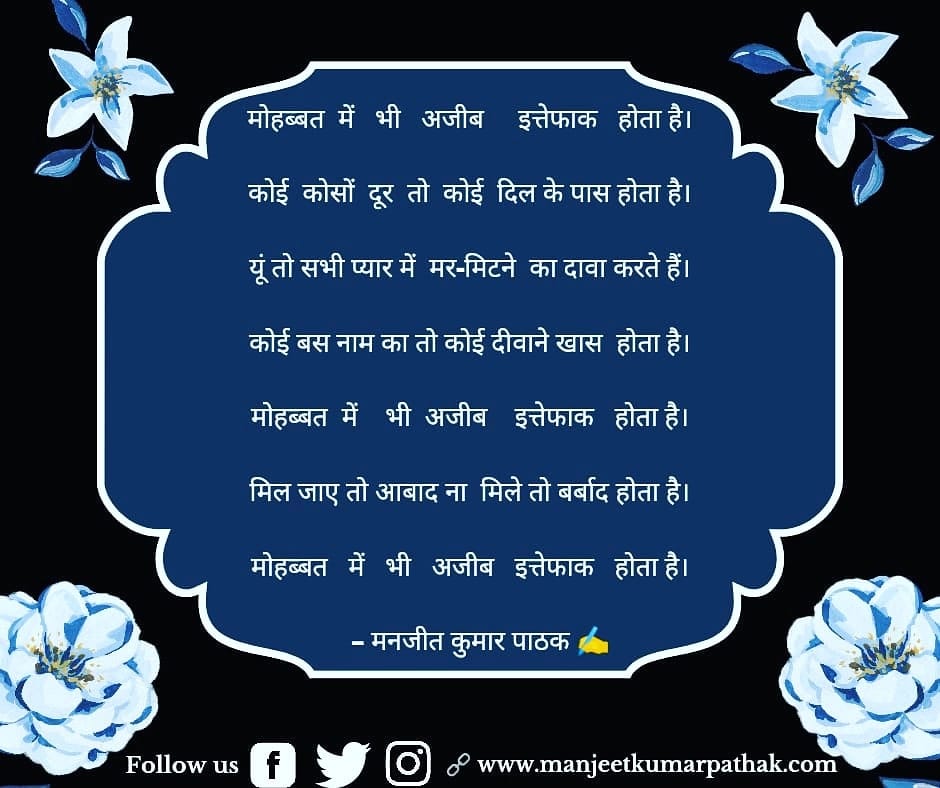 मोहब्बत में भी अजीब इत्तेफाक होता है।
कोई कोसों दूर तो कोई दिल के पास होता है।
यूं तो सभी प्यार में मर-मिटने का दावा करते हैं।
कोई बस नाम का तो कोई दीवाने खास होता है।
मोहब्बत में भी अजीब इत्तेफाक होता है।
मिल जाए तो आबाद ना मिले तो बर्बाद होता है।
मोहब्बत में भी अजीब इत्तेफाक होता है।
– मनजीत कुमार पाठक ✍️
Follow us www.manjeetkumarpathak.com